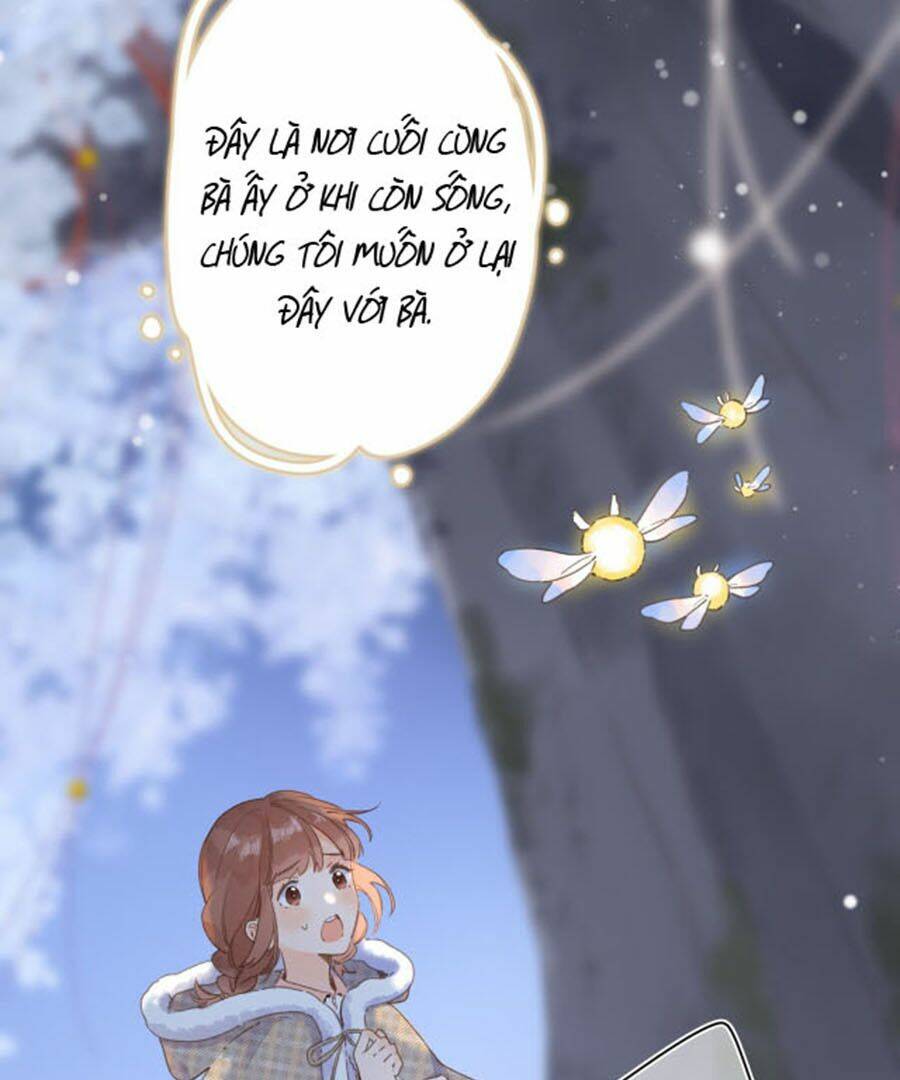 ĐÂY LÀ NƠI CUỐI CÙNG
BÀ ẤY Ở KHI CÒN SỐNG,
CHÚNG TÔI MUỐN Ở LẠI
ĐÂY VỚI BÀ.